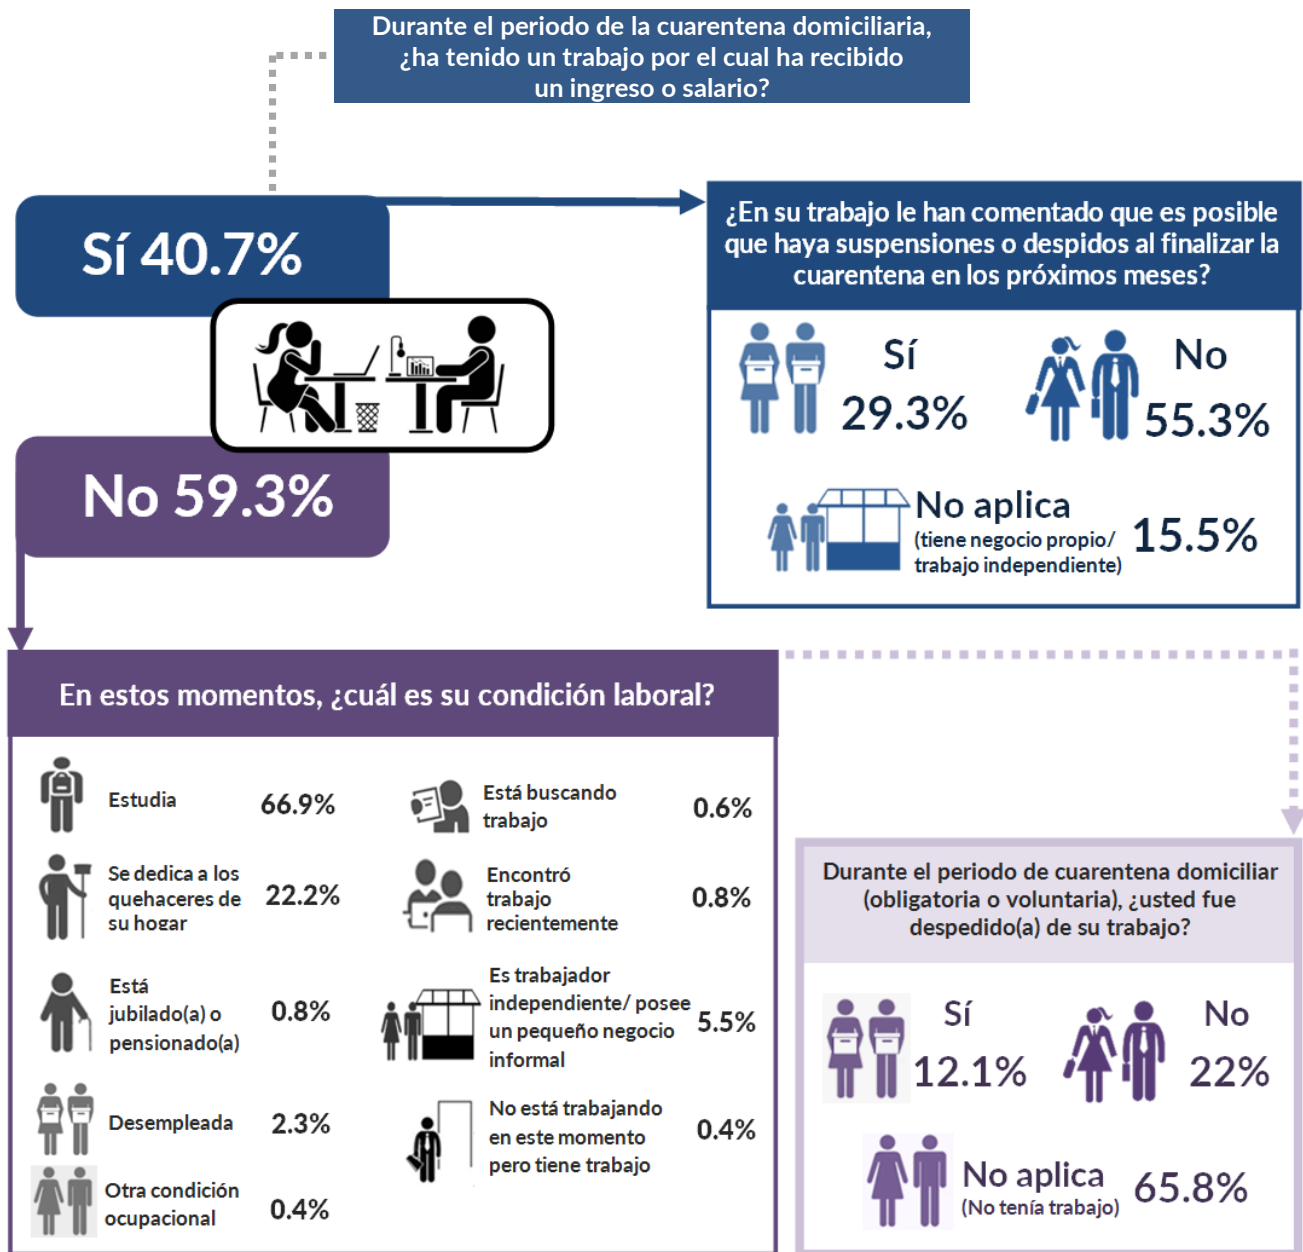 Durante el periodo de la cuarentena domiciliaria,
¿ha tenido un trabajo por el cual ha recibido
un ingreso o salario?
Sí 40.7%
No 59.3%
¿En su trabajo le han comentado que es posible
que haya suspensiones o despidos al finalizar la
cuarentena en los próximos meses?
Sí
29.3%
No
55.3%
No aplica
(tiene negocio propio/
trabajo independiente)
15.5%
En estos momentos, ¿cuál es su condición laboral?
Estudia
66.9%
Se dedica a los
quehaceres de
su hogar
22.2%
Está
jubilado(a) o
pensionado(a)
0.8%
Desempleada
2.3%
Otra condición
ocupacional
0.4%
Está buscando
trabajo
0.6%
Encontró
trabajo
recientemente
0.8%
Es trabajador
independiente/ posee
un pequeño negocio
informal
5.5%
No está trabajando
en este momento
pero tiene trabajo
0.4%
Durante el periodo de cuarentena domiciliar
(obligatoria o voluntaria), ¿usted fue
despedido(a) de su trabajo?
Sí
12.1%
No
22%
No aplica
(No tenía trabajo)
65.8%